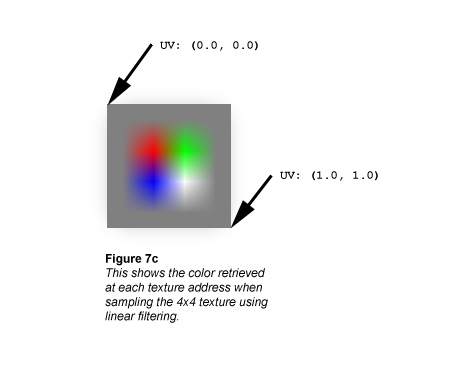 UV: (0.0, 0.0)
UV: (1.0, 1.0)
Figure 7c
This shows the color retrieved
at each texture address when
sampling the 4x4 texture using
linear filtering.